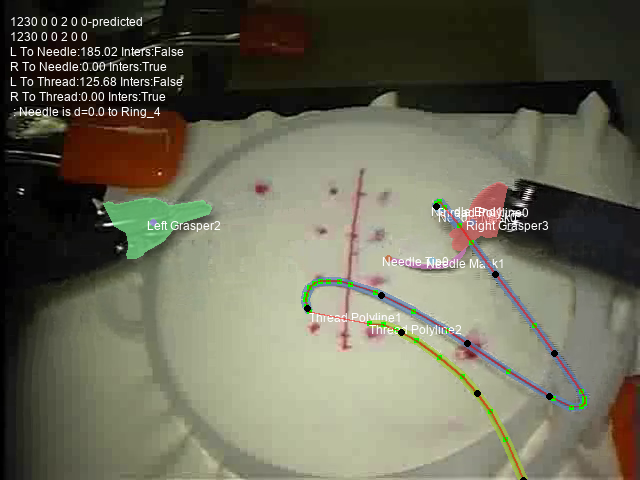 1230 0 0 2 0 0-predicted
1230 0 0 2 0 0
L To Needle:185.02 Inters:False
R To Needle:0.00 Inters:True
L To Thread:125.68 Inters:False
R To Thread:0.00 Inters:True
: Needle is d=0.0 to Ring_4
Left Grasper2
Right Grasper3
Needle Tip0
Needle Mask1
Thread Polyline1
Thread Polyline2